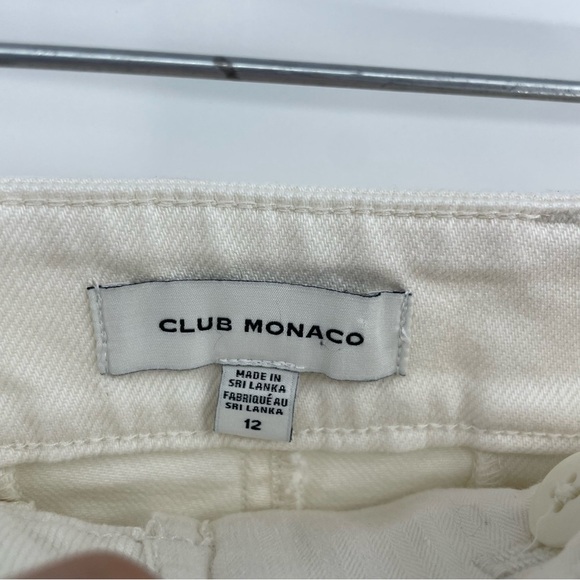 CLUB MONACO
MADE IN
SRI LANKA
FABRIQUÉ AU
SRI LANKA
12